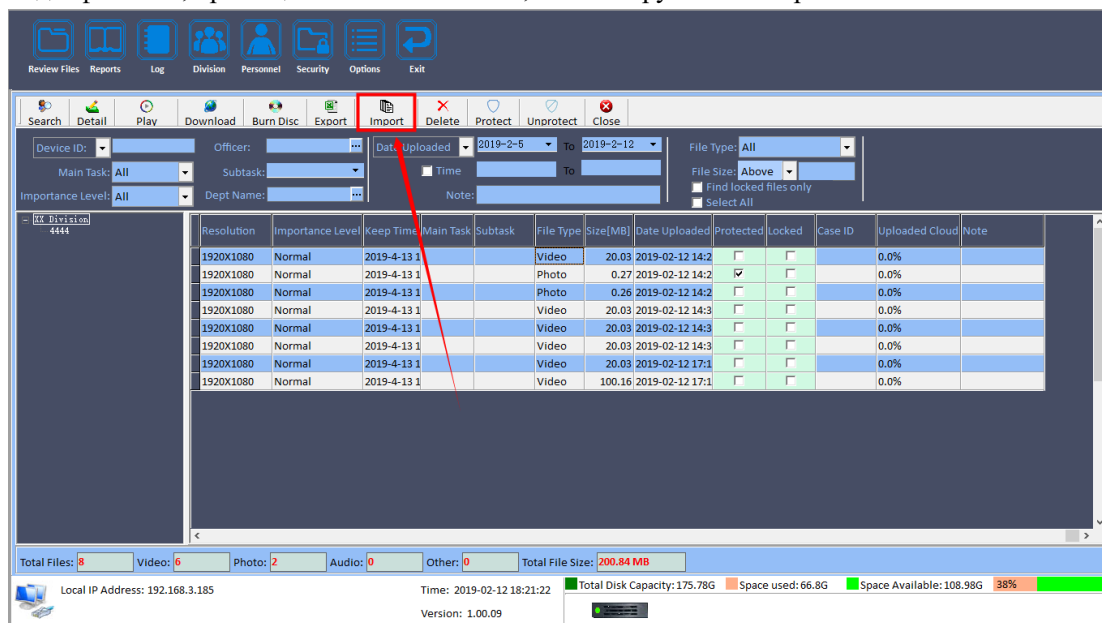 Review Files Reports Log Division Personnel Security Options Exit
Search Detail Play Download Burn Disc Export Import Delete Protect Unprotect Close
Device ID: Officer: Date Uploaded 2019-2-5 To 2019-2-12 File Type: All
Main Task: All Subtask: Time To File Size: Above
Importance Level: All Dept Name: Note: Find locked files only
Select All
XX Division
4444
Resolution Importance Level Keep Time Main Task Subtask File Type Size[MB] Date Uploaded Protected Locked Case ID Uploaded Cloud Note
1920X1080 Normal 2019-4-13 1 Video 20.03 2019-02-12 14:2 0.0%
1920X1080 Normal 2019-4-13 1 Photo 0.27 2019-02-12 14:2 0.0%
1920X1080 Normal 2019-4-13 1 Photo 0.26 2019-02-12 14:2 0.0%
1920X1080 Normal 2019-4-13 1 Video 20.03 2019-02-12 14:3 0.0%
1920X1080 Normal 2019-4-13 1 Video 20.03 2019-02-12 14:3 0.0%
1920X1080 Normal 2019-4-13 1 Video 20.03 2019-02-12 14:3 0.0%
1920X1080 Normal 2019-4-13 1 Video 20.03 2019-02-12 17:1 0.0%
1920X1080 Normal 2019-4-13 1 Video 100.16 2019-02-12 17:1 0.0%
Total Files: 8 Video: 6 Photo: 2 Audio: 0 Other: 0 Total File Size: 200.84 MB
Local IP Address: 192.168.3.185 Time: 2019-02-12 18:21:22 Total Disk Capacity:175.78G Space used:66.8G Space Available:108.98G 38%
Version: 1.00.09